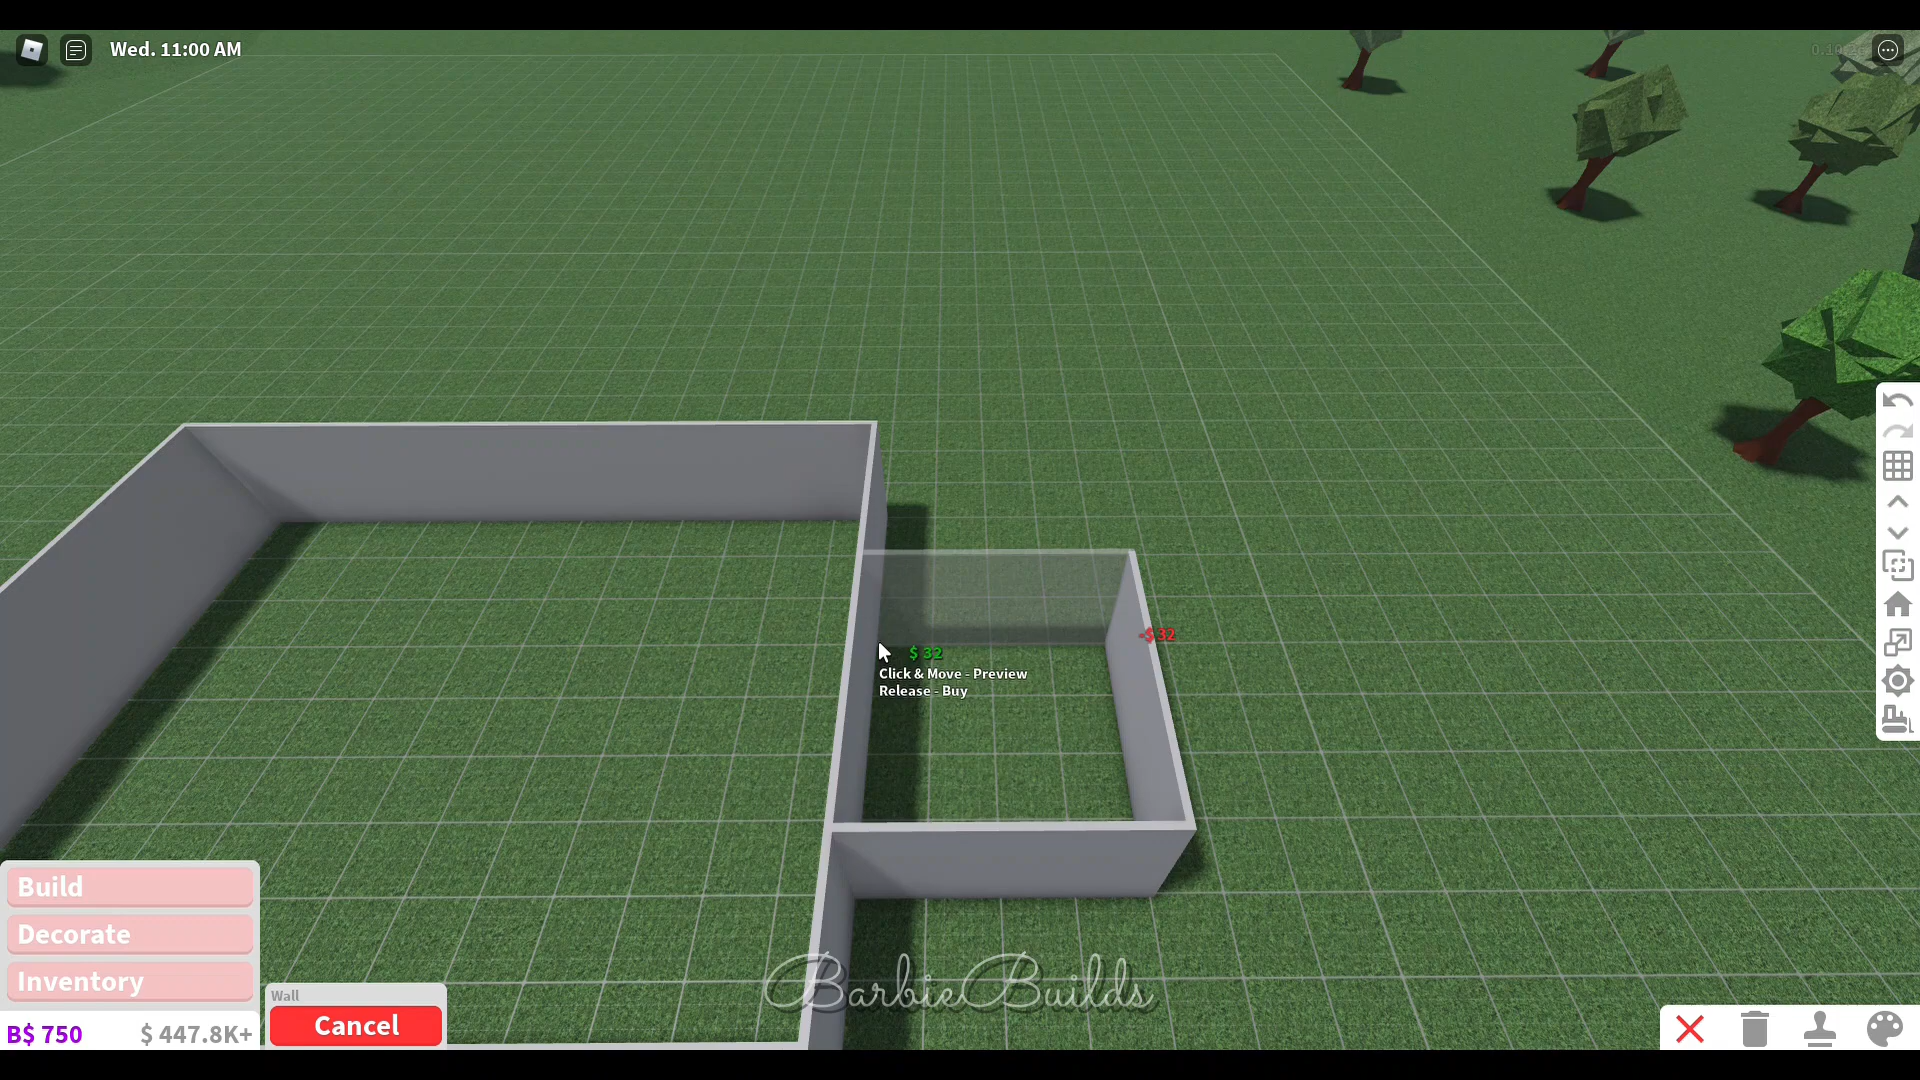 Wed. 11:00 AM
-$ 32
$ 32
Click & Move - Preview
Release - Buy
Build
Decorate
Inventory
Wall
Cancel
B$ 750
$ 447.8K+
BarbieBuilds